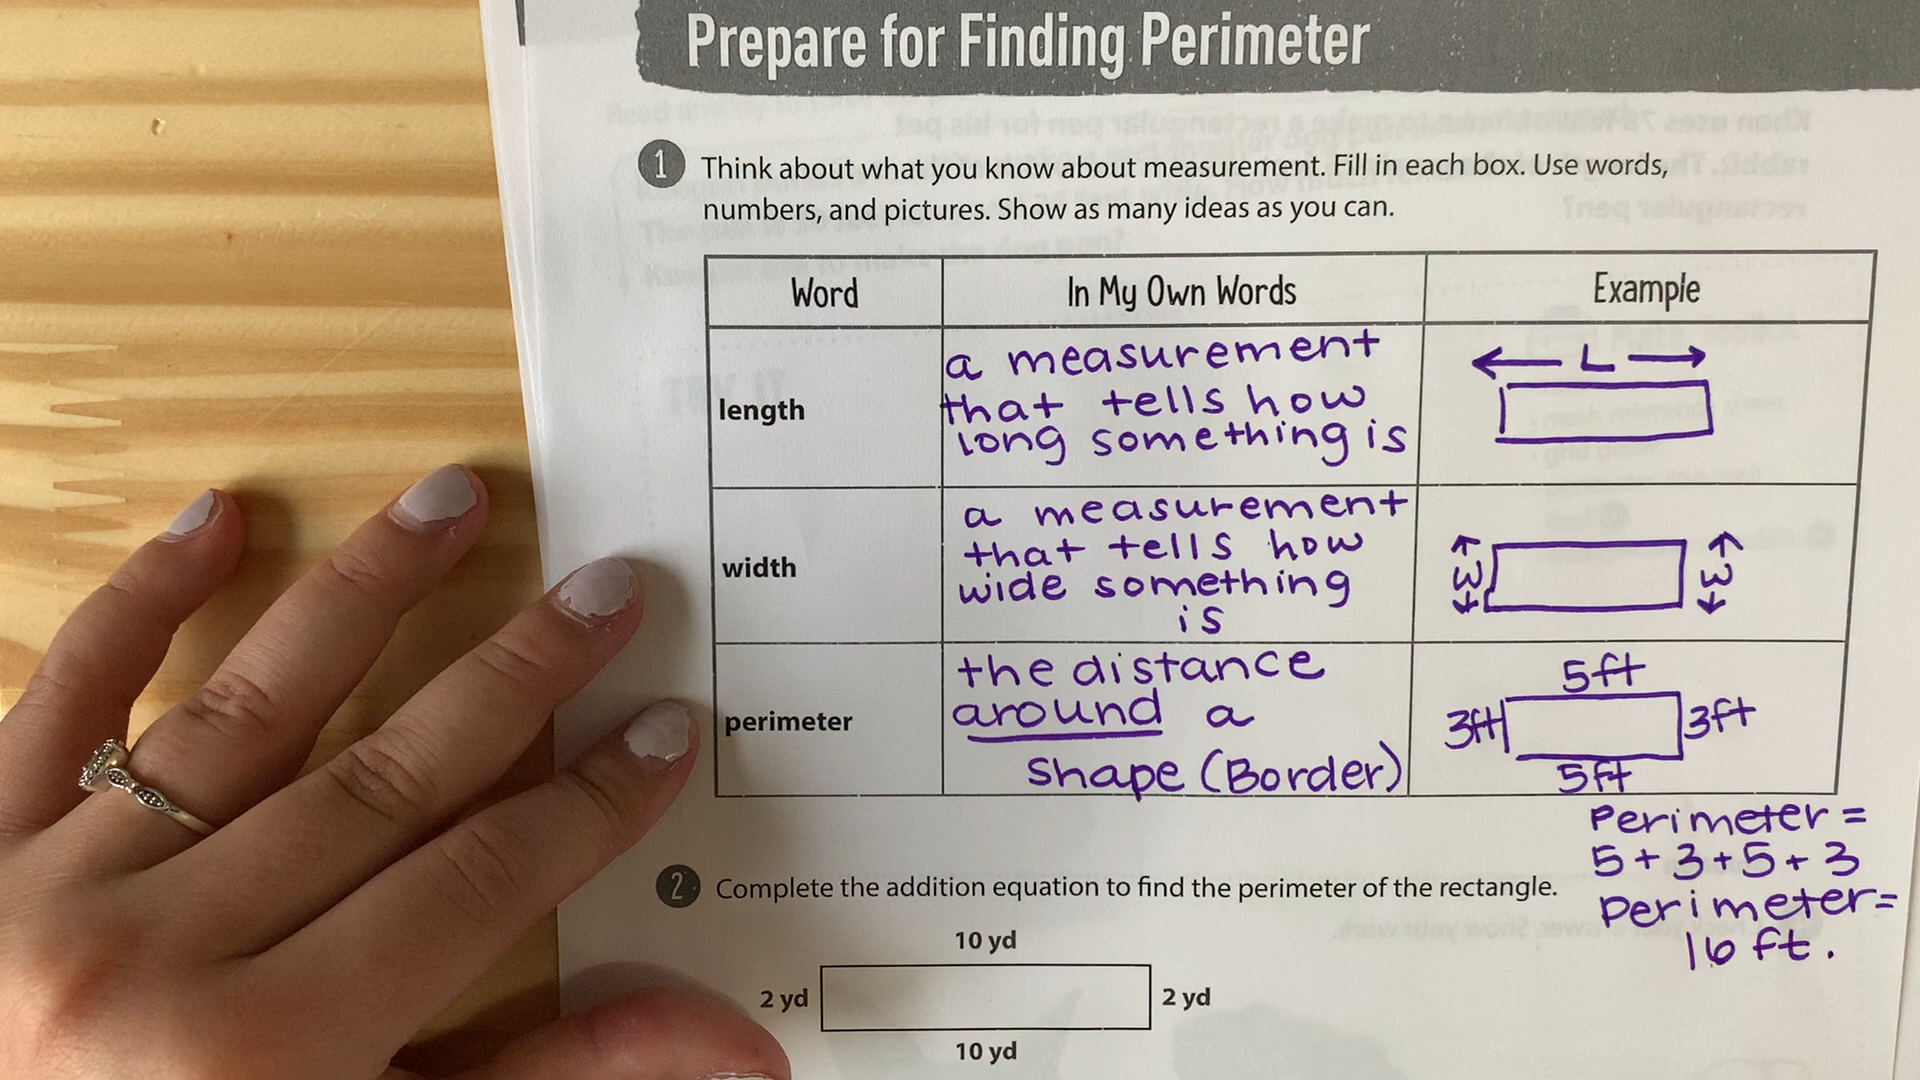 Prepare for Finding Perimeter
1 Think about what you know about measurement. Fill in each box. Use words,
numbers, and pictures. Show as many ideas as you can.
Word In My Own Words Example
length
a measurement
that tells how
long something is
← L →
width
a measurement
that tells how
wide something
is
W W
perimeter
the distance
around a
shape (Border)
5ft
3ft 3ft
5ft
Perimeter =
5 + 3 + 5 + 3
Perimeter =
16 ft.
2 Complete the addition equation to find the perimeter of the rectangle.
10 yd
2 yd 2 yd
10 yd